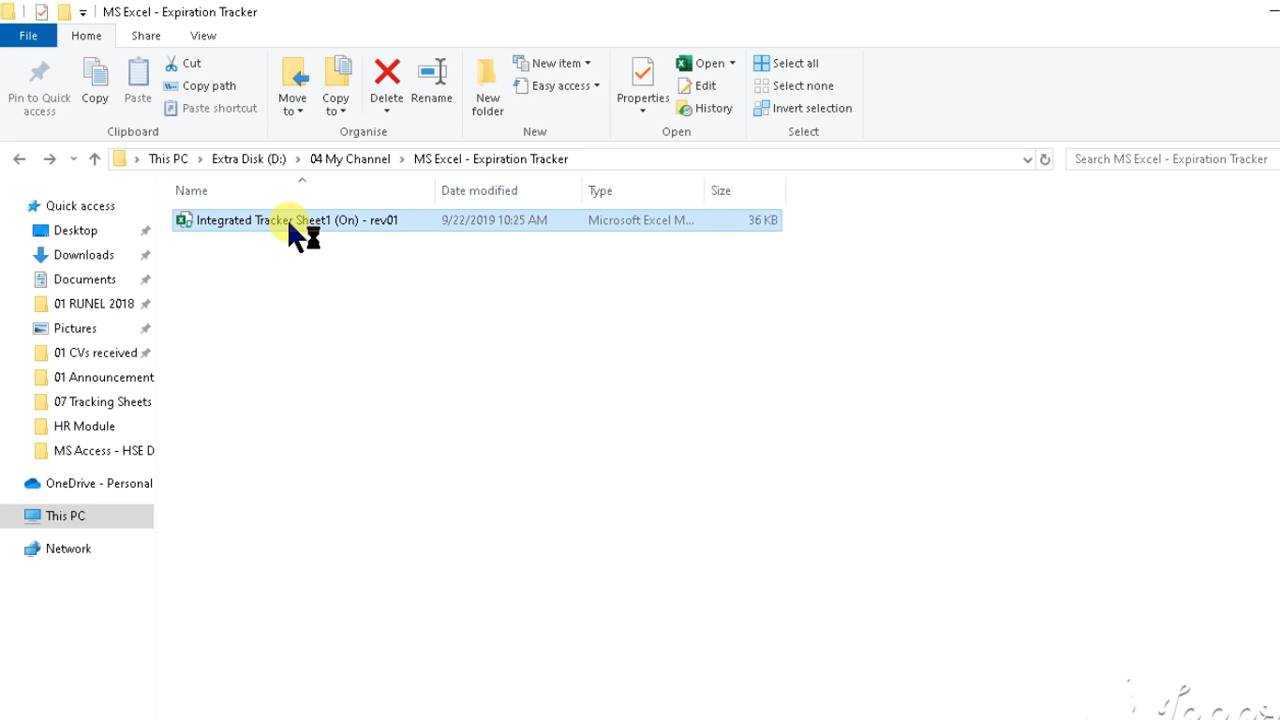 MS Excel - Expiration Tracker
File Home Share View
Pin to Quick access
Copy
Paste
Cut
Copy path
Paste shortcut
Clipboard
Move to
Copy to
Delete
Rename
Organise
New folder
New item
Easy access
New
Properties
Open
Edit
History
Open
Select all
Select none
Invert selection
Select
This PC > Extra Disk (D:) > 04 My Channel > MS Excel - Expiration Tracker
Search MS Excel - Expiration Tracker
Name Date modified Type Size
Integrated Tracker Sheet1 (On) - rev01 9/22/2019 10:25 AM Microsoft Excel M... 36 KB
Quick access
Desktop
Downloads
Documents
01 RUNEL 2018
Pictures
01 CVs received
01 Announcement
07 Tracking Sheets
HR Module
MS Access - HSE D
OneDrive - Personal
This PC
Network